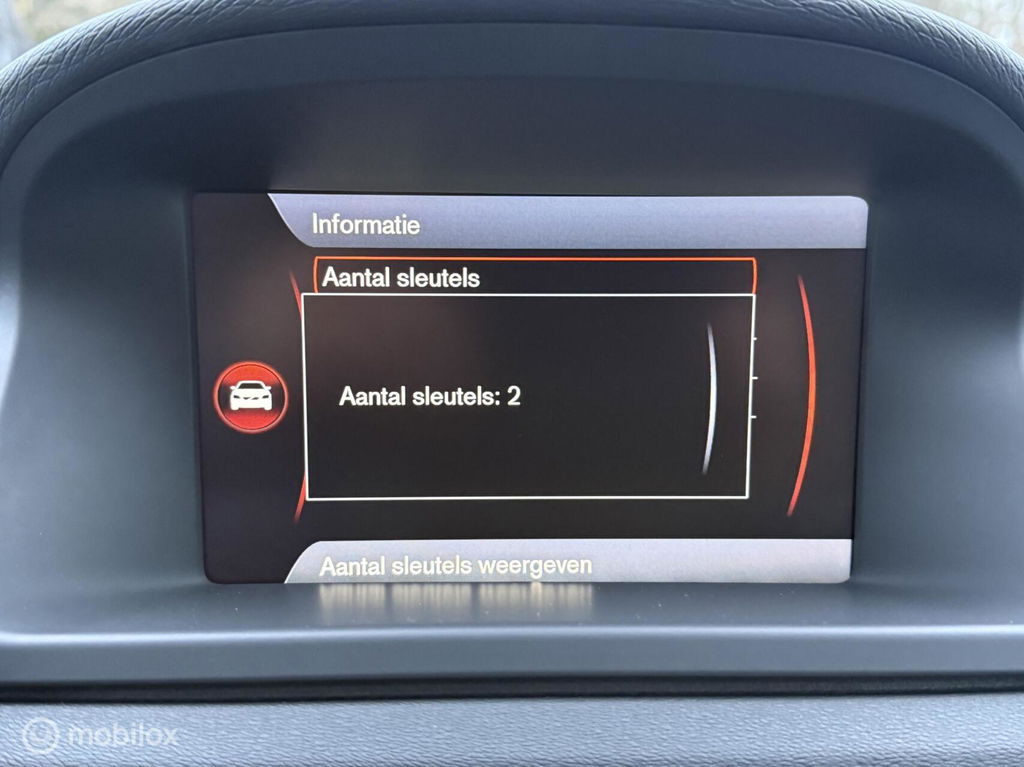 Informatie
Aantal sleutels
Aantal sleutels: 2
Aantal sleutels weergeven
mobilox